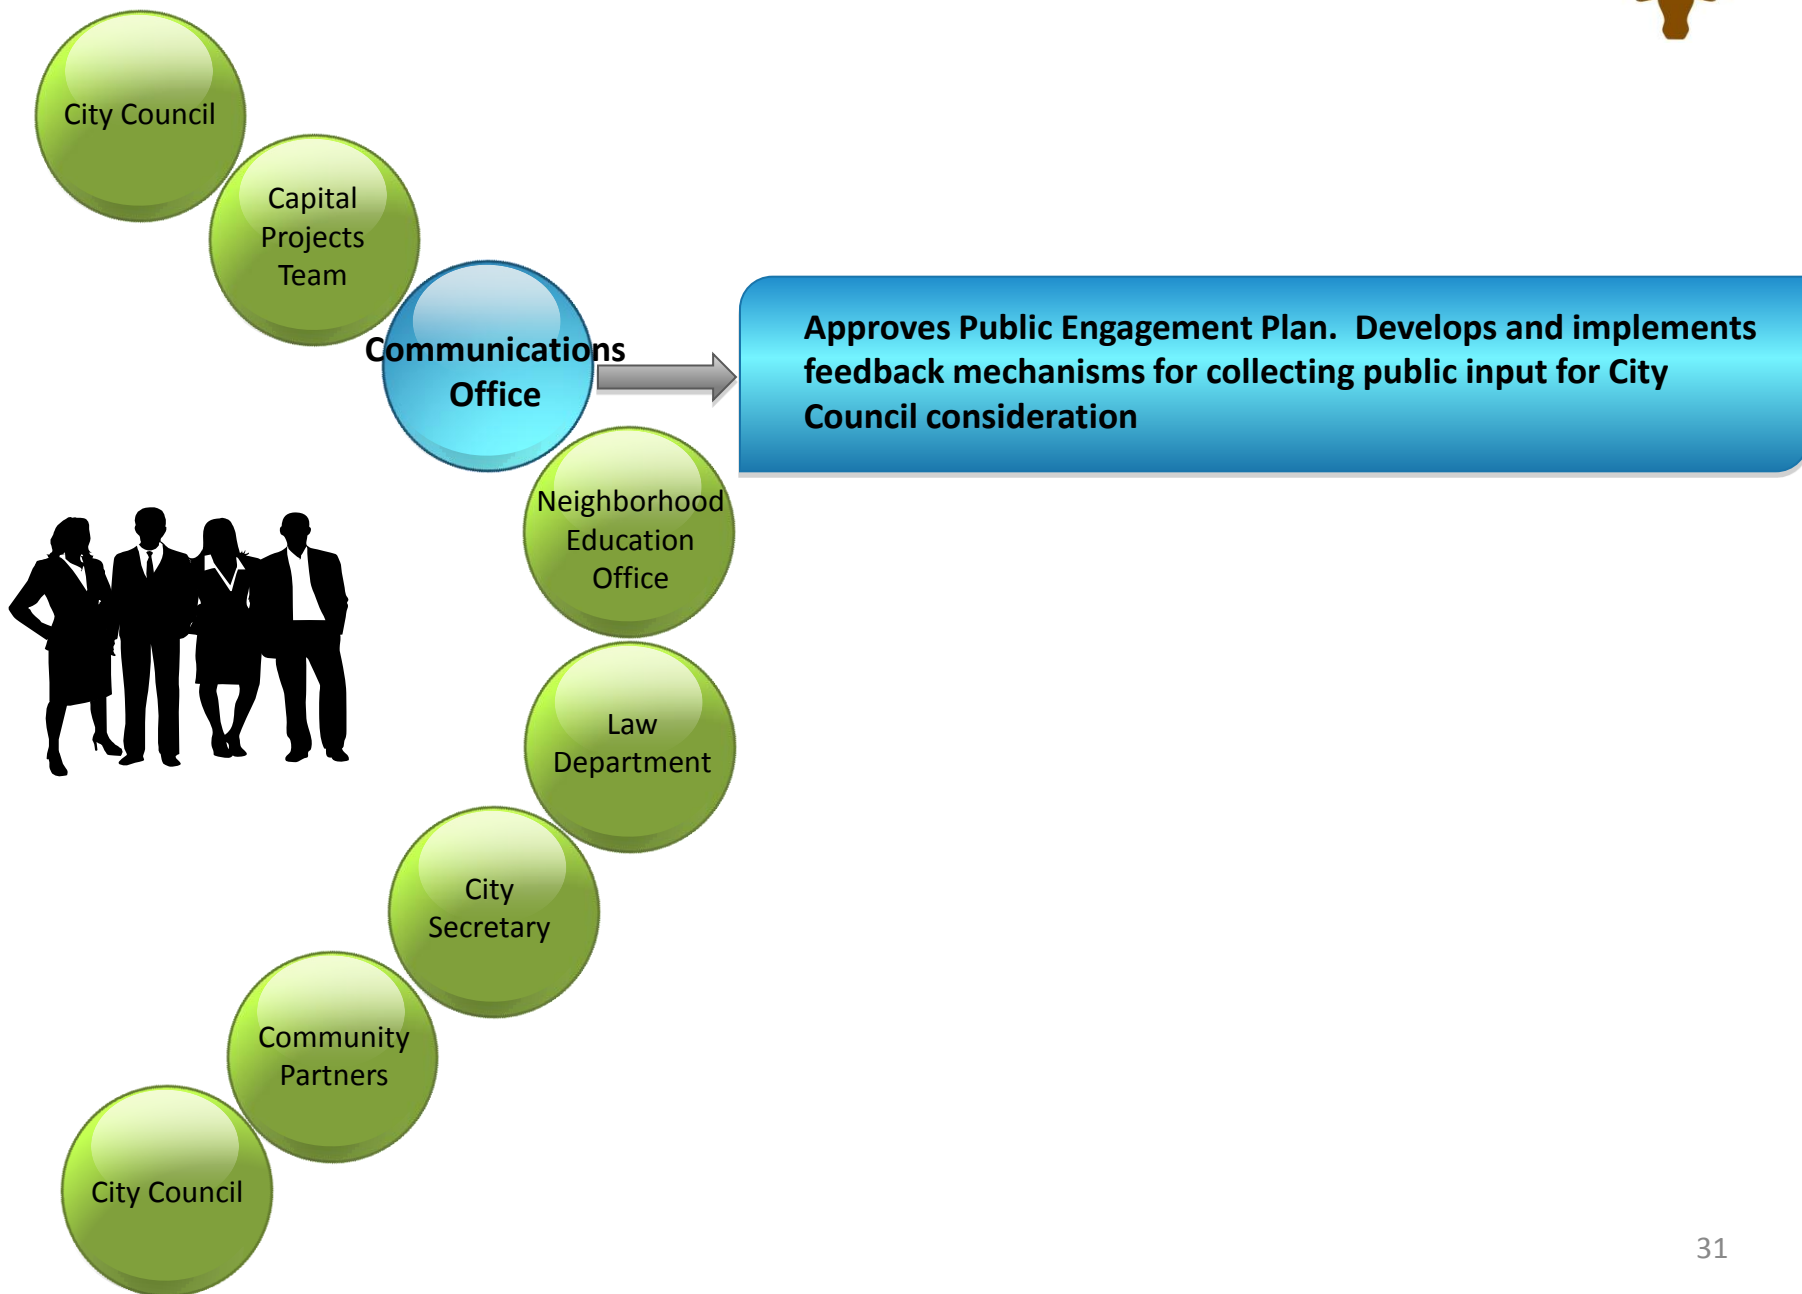 City Council
Capital
Projects
Team
Communications
Office
Approves Public Engagement Plan.  Develops and implements
feedback mechanisms for collecting public input for City
Council consideration
Neighborhood
Education
Office
Law
Department
City
Secretary
Community
Partners
City Council
31